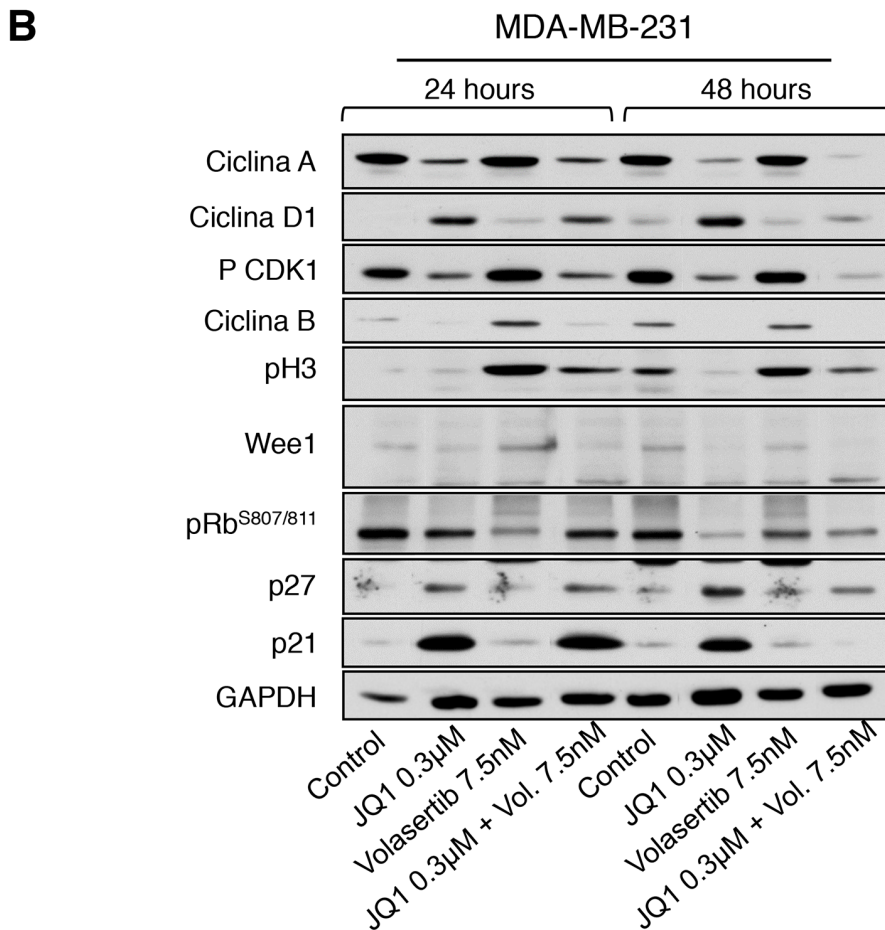 B
MDA-MB-231
24 hours
48 hours
Ciclina A
Ciclina D1
P CDK1
Ciclina B
pH3
Wee1
pRbS807/811
p27
p21
GAPDH
Control
JQ1 0.3µM
Volasertib 7.5nM
JQ1 0.3µM + Vol. 7.5nM
Control
JQ1 0.3µM
Volasertib 7.5nM
JQ1 0.3µM + Vol. 7.5nM